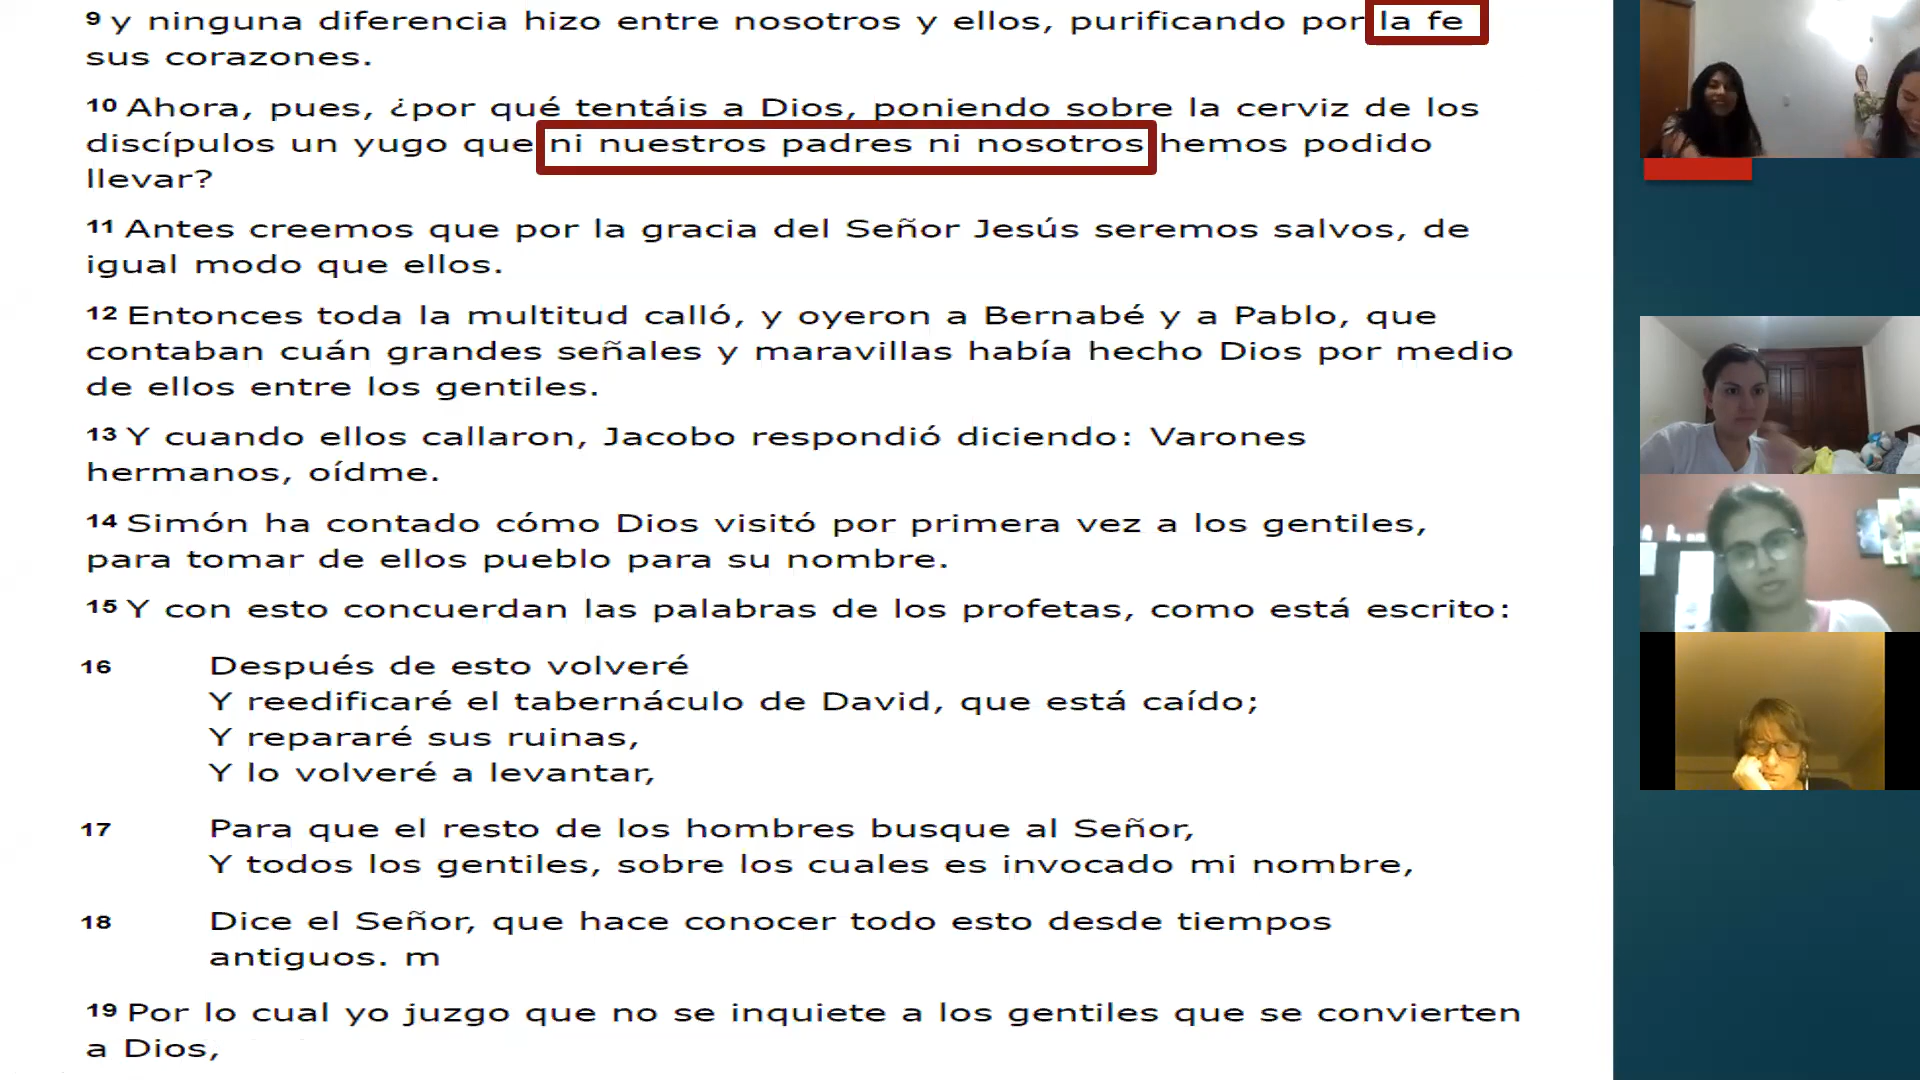 9 y ninguna diferencia hizo entre nosotros y ellos, purificando por la fe
sus corazones.
10 Ahora, pues, ¿por qué tentáis a Dios, poniendo sobre la cerviz de los
discípulos un yugo que ni nuestros padres ni nosotros hemos podido
llevar?
11 Antes creemos que por la gracia del Señor Jesús seremos salvos, de
igual modo que ellos.
12 Entonces toda la multitud calló, y oyeron a Bernabé y a Pablo, que
contaban cuán grandes señales y maravillas había hecho Dios por medio
de ellos entre los gentiles.
13 Y cuando ellos callaron, Jacobo respondió diciendo: Varones
hermanos, oídme.
14 Simón ha contado cómo Dios visitó por primera vez a los gentiles,
para tomar de ellos pueblo para su nombre.
15 Y con esto concuerdan las palabras de los profetas, como está escrito:
16 Después de esto volveré
Y reedificaré el tabernáculo de David, que está caído;
Y repararé sus ruinas,
Y lo volveré a levantar,
17 Para que el resto de los hombres busque al Señor,
Y todos los gentiles, sobre los cuales es invocado mi nombre,
18 Dice el Señor, que hace conocer todo esto desde tiempos
antiguos. m
19 Por lo cual yo juzgo que no se inquiete a los gentiles que se convierten
a Dios,